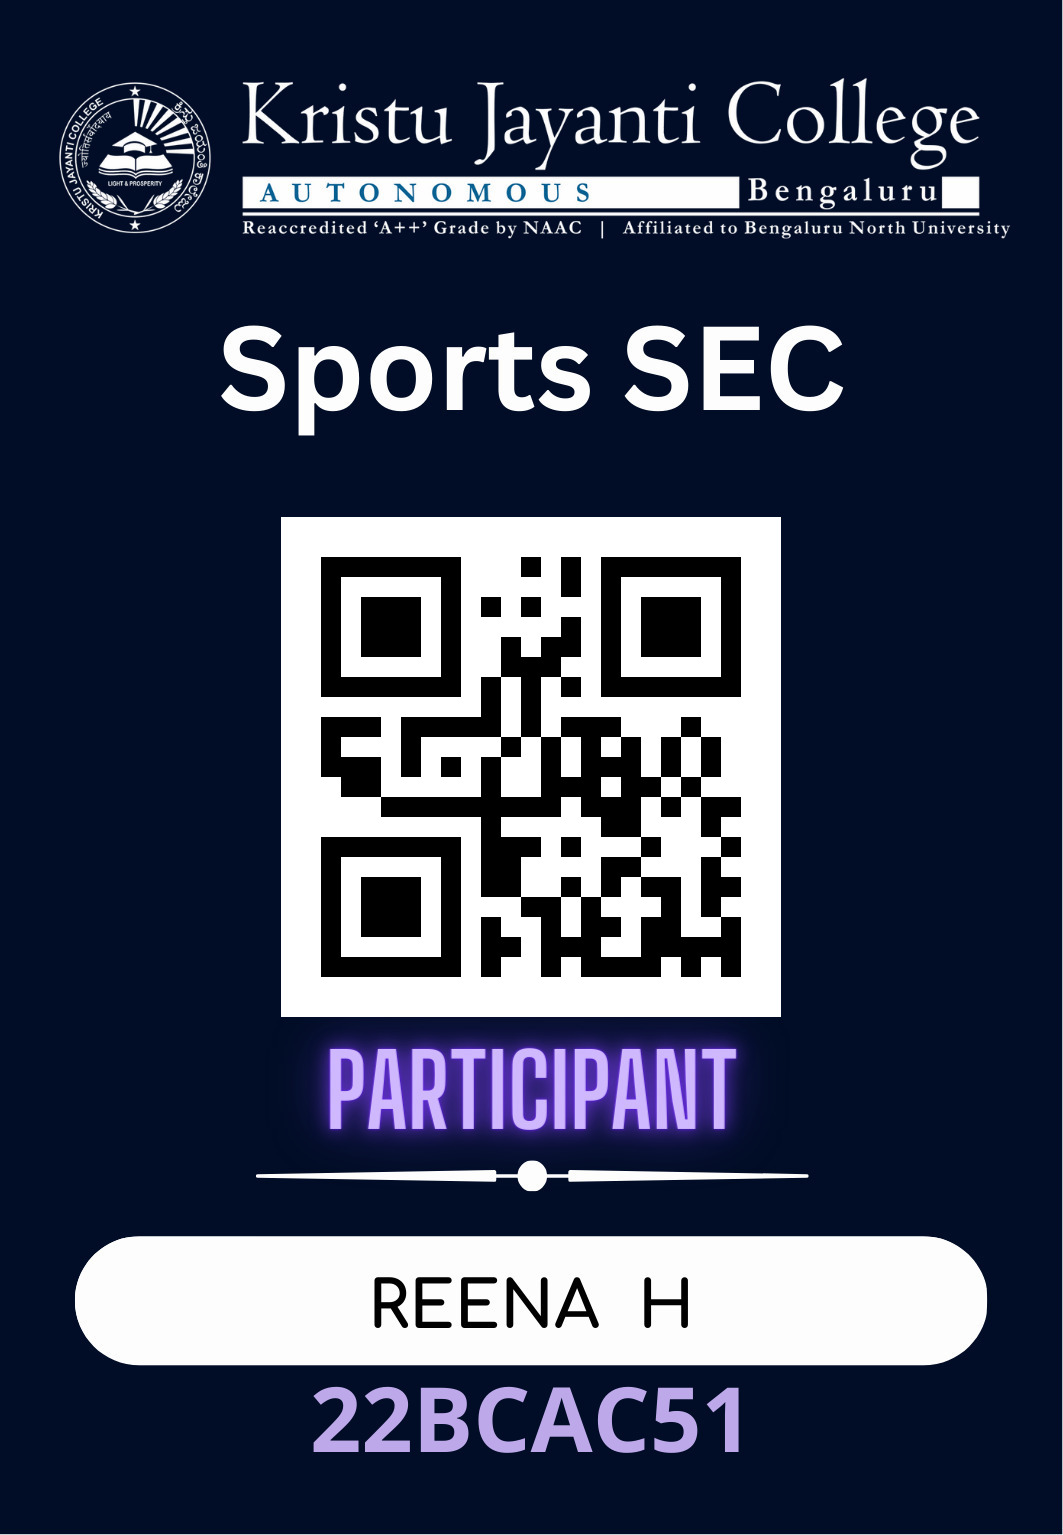 KRISTU JAYANTI COLLEGE
LIGHT & PROSPERITY
Kristu Jayanti College
AUTONOMOUS Bengaluru
Reaccredited ‘A++’ Grade by NAAC | Affiliated to Bengaluru North University
Sports SEC
PARTICIPANT
REENA H
22BCAC51